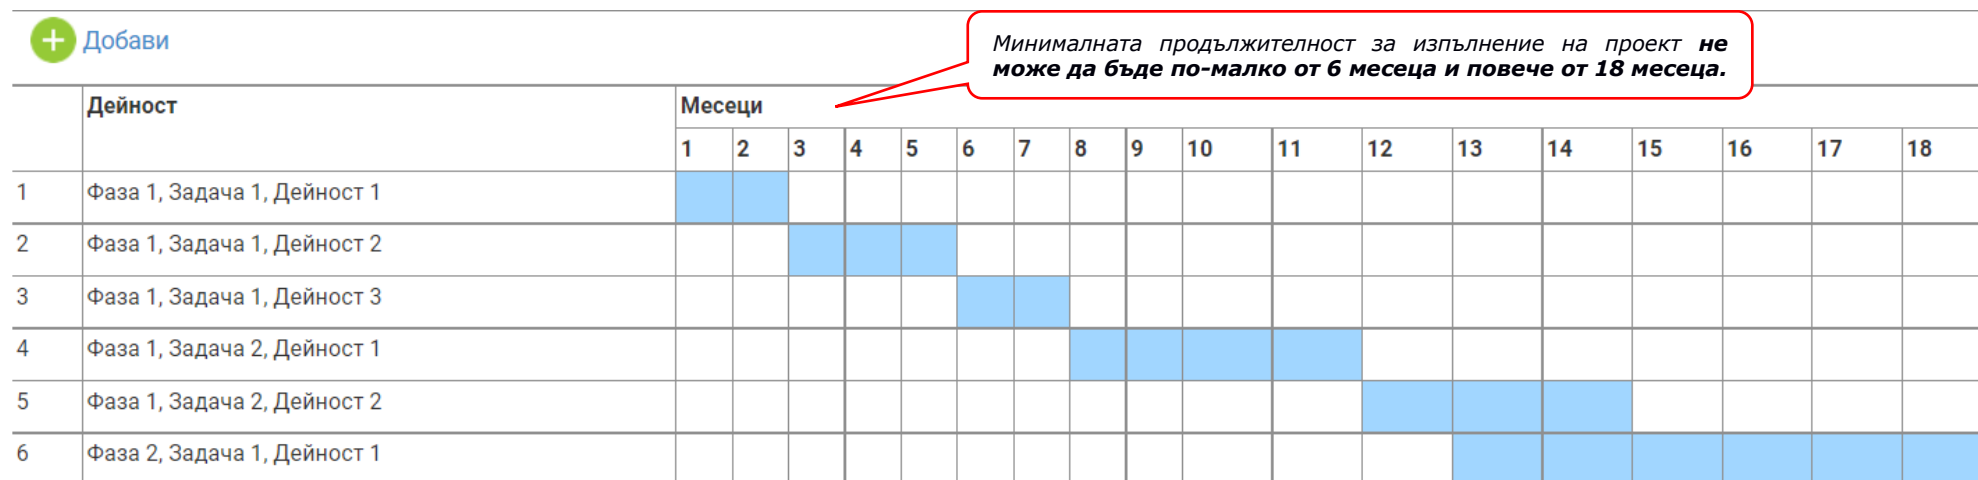 Добави
Минималната продължителност за изпълнение на проект не
може да бъде по-малко от 6 месеца и повече от 18 месеца.
Дейност Месеци
1 2 3 4 5 6 7 8 9 10 11 12 13 14 15 16 17 18
1 Фаза 1, Задача 1, Дейност 1
2 Фаза 1, Задача 1, Дейност 2
3 Фаза 1, Задача 1, Дейност 3
4 Фаза 1, Задача 2, Дейност 1
5 Фаза 1, Задача 2, Дейност 2
6 Фаза 2, Задача 1, Дейност 1